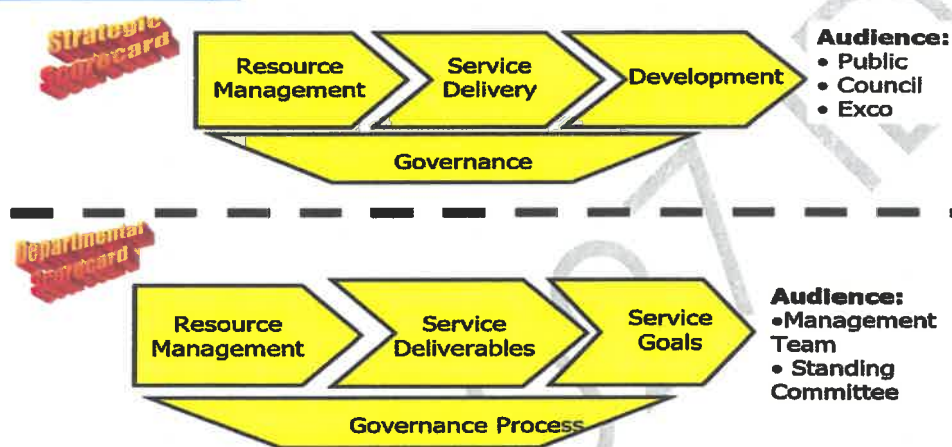 Strategic
Scorecard
Resource
Management
Service
Delivery
Development
Audience:
• Public
• Council
• Exco
Governance
Departmental
Scorecard
Resource
Management
Service
Deliverables
Service
Goals
Audience:
•Management
Team
• Standing
Committee
Governance Process